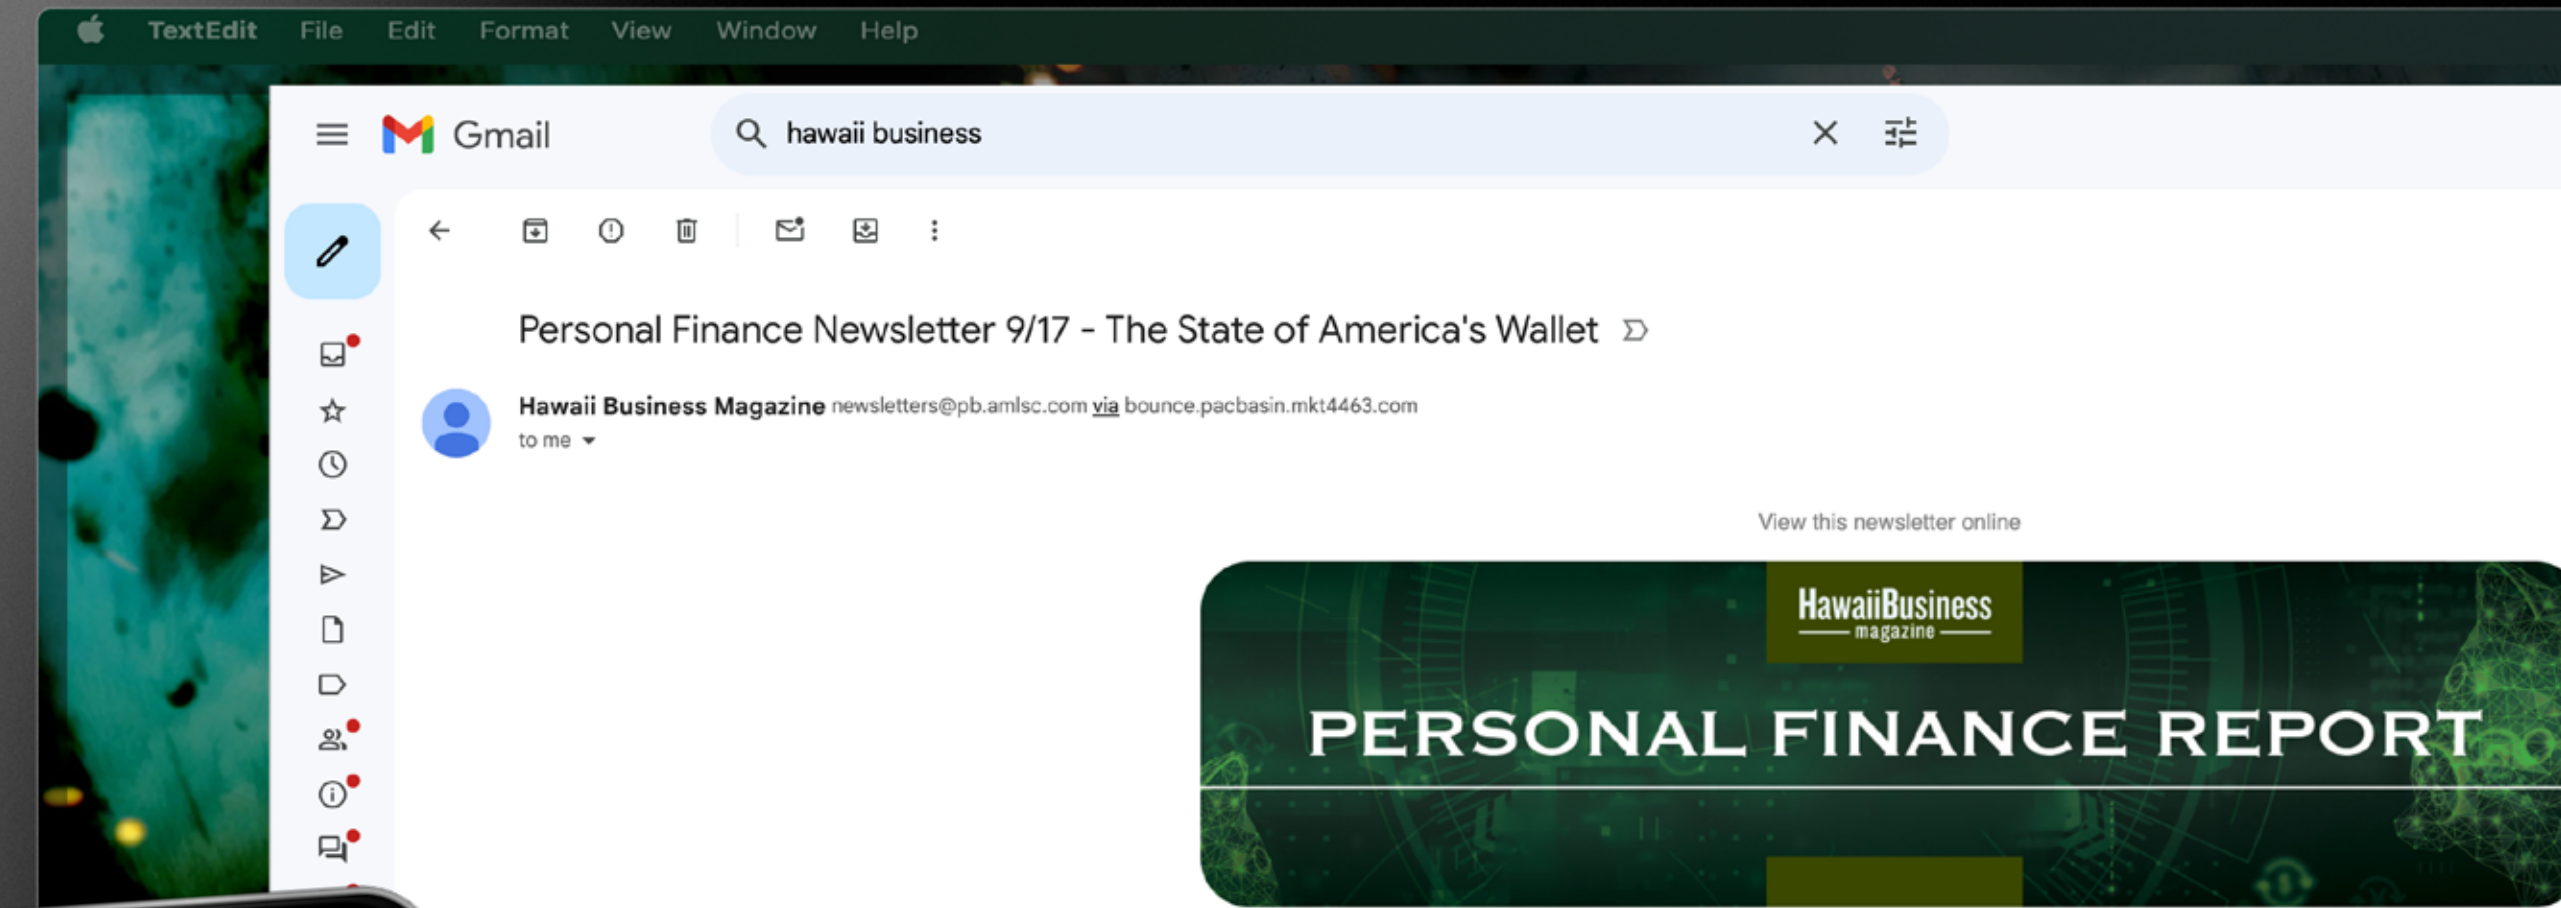 TextEdit File Edit Format View Window Help
Gmail
hawaii business
Personal Finance Newsletter 9/17 - The State of America's Wallet
Hawaii Business Magazine newsletters@pb.amlsc.com via bounce.pacbasin.mkt4463.com
to me
View this newsletter online
HawaiiBusiness
magazine
PERSONAL FINANCE REPORT